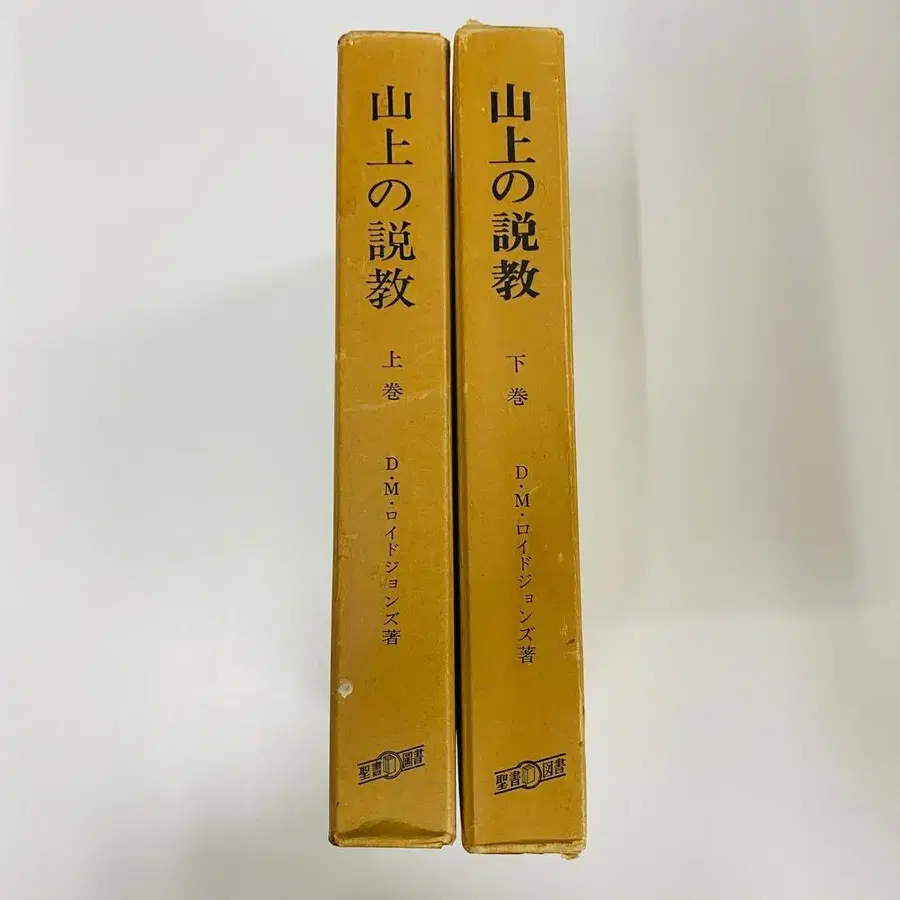 山上の説教
上巻
D・M・ロイドジョンズ著
聖書圖書
山上の説教
下巻
D・M・ロイドジョンズ著
聖書図書